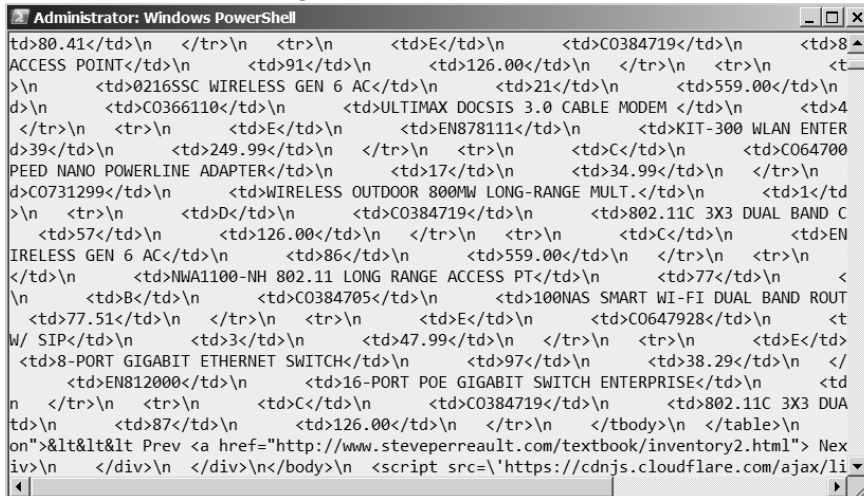 Administrator: Windows PowerShell
td>80.41</td>\n   </tr>\n   <tr>\n      <td>E</td>\n      <td>CO384719</td>\n      <td>8
ACCESS POINT</td>\n      <td>91</td>\n      <td>126.00</td>\n   </tr>\n   <tr>\n      <t
>\n      <td>0216SSC WIRELESS GEN 6 AC</td>\n      <td>21</td>\n      <td>559.00</td>\n
d>\n      <td>CO366110</td>\n      <td>ULTIMAX DOCSIS 3.0 CABLE MODEM </td>\n      <td>4
</tr>\n   <tr>\n      <td>E</td>\n      <td>EN878111</td>\n      <td>KIT-300 WLAN ENTER
d>39</td>\n      <td>249.99</td>\n   </tr>\n   <tr>\n      <td>C</td>\n      <td>CO64700
PEED NANO POWERLINE ADAPTER</td>\n      <td>17</td>\n      <td>34.99</td>\n   </tr>\n
d>CO731299</td>\n      <td>WIRELESS OUTDOOR 800MW LONG-RANGE MULT.</td>\n      <td>1</td
>\n   <tr>\n      <td>D</td>\n      <td>CO384719</td>\n      <td>802.11C 3X3 DUAL BAND C
<td>57</td>\n      <td>126.00</td>\n   </tr>\n   <tr>\n      <td>C</td>\n      <td>EN
IRELESS GEN 6 AC</td>\n      <td>86</td>\n      <td>559.00</td>\n   </tr>\n   <tr>\n
</td>\n      <td>NWA1100-NH 802.11 LONG RANGE ACCESS PT</td>\n      <td>77</td>\n      <
\n      <td>B</td>\n      <td>CO384705</td>\n      <td>100NAS SMART WI-FI DUAL BAND ROUT
<td>77.51</td>\n   </tr>\n   <tr>\n      <td>E</td>\n      <td>CO647928</td>\n      <t
W/ SIP</td>\n      <td>3</td>\n      <td>47.99</td>\n   </tr>\n   <tr>\n      <td>E</td>
<td>8-PORT GIGABIT ETHERNET SWITCH</td>\n      <td>97</td>\n      <td>38.29</td>\n   </
<td>EN812000</td>\n      <td>16-PORT POE GIGABIT SWITCH ENTERPRISE</td>\n      <td
n   </tr>\n   <tr>\n      <td>C</td>\n      <td>CO384719</td>\n      <td>802.11C 3X3 DUA
td>\n      <td>87</td>\n      <td>126.00</td>\n   </tr>\n   </tbody>\n   </table>\n
on">&lt&lt&lt Prev <a href="http://www.steveperreault.com/textbook/inventory2.html"> Nex
iv>\n   </div>\n   </div>\n</body>\n   <script src=\'https://cdnjs.cloudflare.com/ajax/li